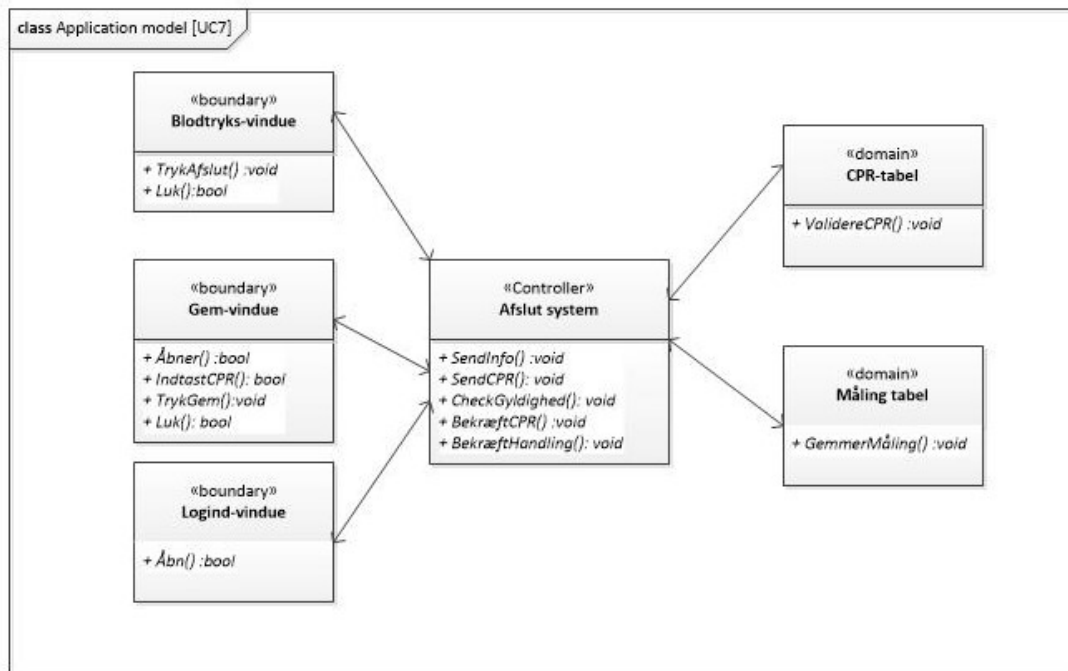 class Application model [UC7]
«boundary»
Blodtryks-vindue
+ TrykAfslut() :void
+ Luk():bool
«boundary»
Gem-vindue
+ Åbner() :bool
+ IndtastCPR(): bool
+ TrykGem():void
+ Luk(): bool
«boundary»
Logind-vindue
+ Åbn() :bool
«Controller»
Afslut system
+ SendInfo() :void
+ SendCPR(): void
+ CheckGyldighed(): void
+ BekræftCPR() :void
+ BekræftHandling(): void
«domain»
CPR-tabel
+ ValidereCPR() :void
«domain»
Måling tabel
+ GemmerMåling() :void